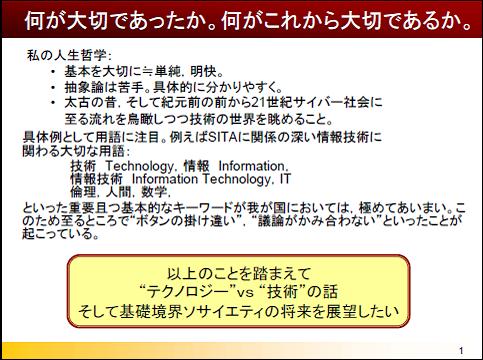 何が大切であったか。何がこれから大切であるか。
私の人生哲学：
• 基本を大切に≒単純，明快。
• 抽象論は苦手。具体的に分かりやすく。
• 太古の昔，そして紀元前の前から21世紀サイバー社会に
至る流れを鳥瞰しつつ技術の世界を眺めること。
具体例として用語に注目。例えばSITAに関係の深い情報技術に
関わる大切な用語：
技術 Technology，情報 Information，
情報技術 Information Technology，IT
倫理，人間，数学，
といった重要且つ基本的なキーワードが我が国においては，極めてあいまい。こ
のため至るところで“ボタンの掛け違い”，“議論がかみ合わない”といったことが
起こっている。
以上のことを踏まえて
“テクノロジー”vs “技術”の話
そして基礎境界ソサイエティの将来を展望したい
1